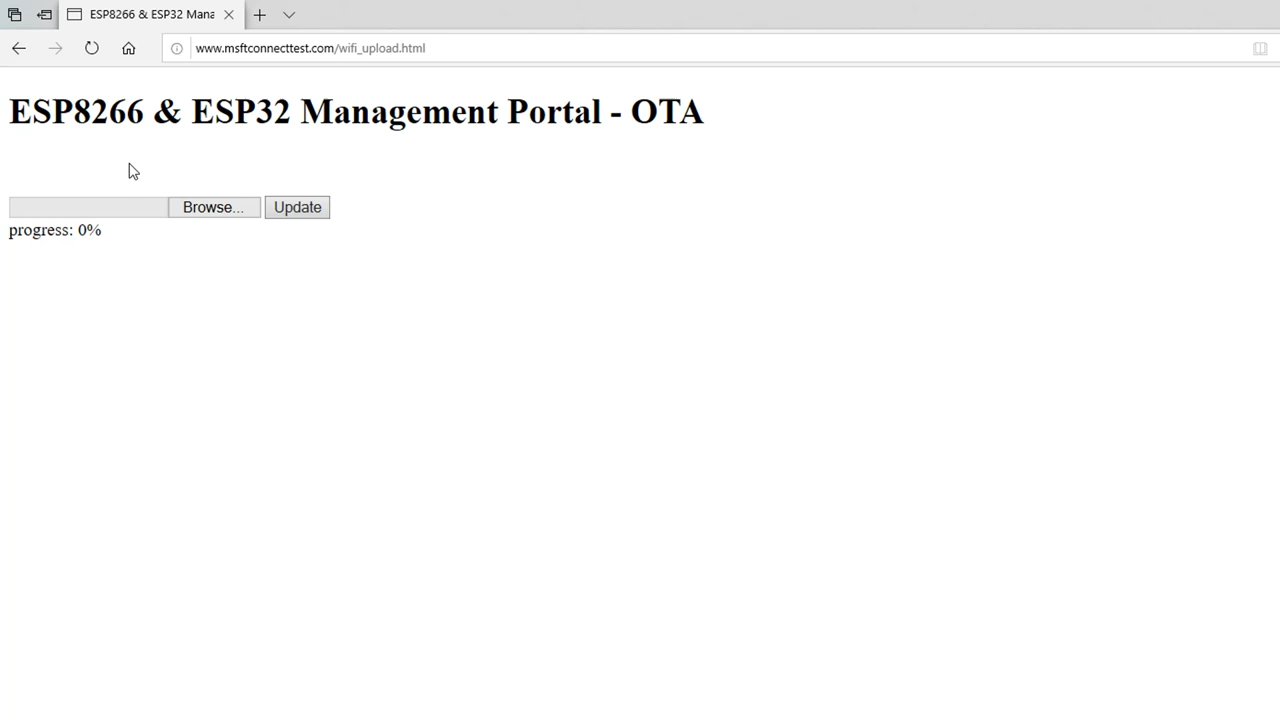 ESP8266 & ESP32 Mana
www.msftconnecttest.com/wifi_upload.html
ESP8266 & ESP32 Management Portal - OTA
Browse... Update
progress: 0%